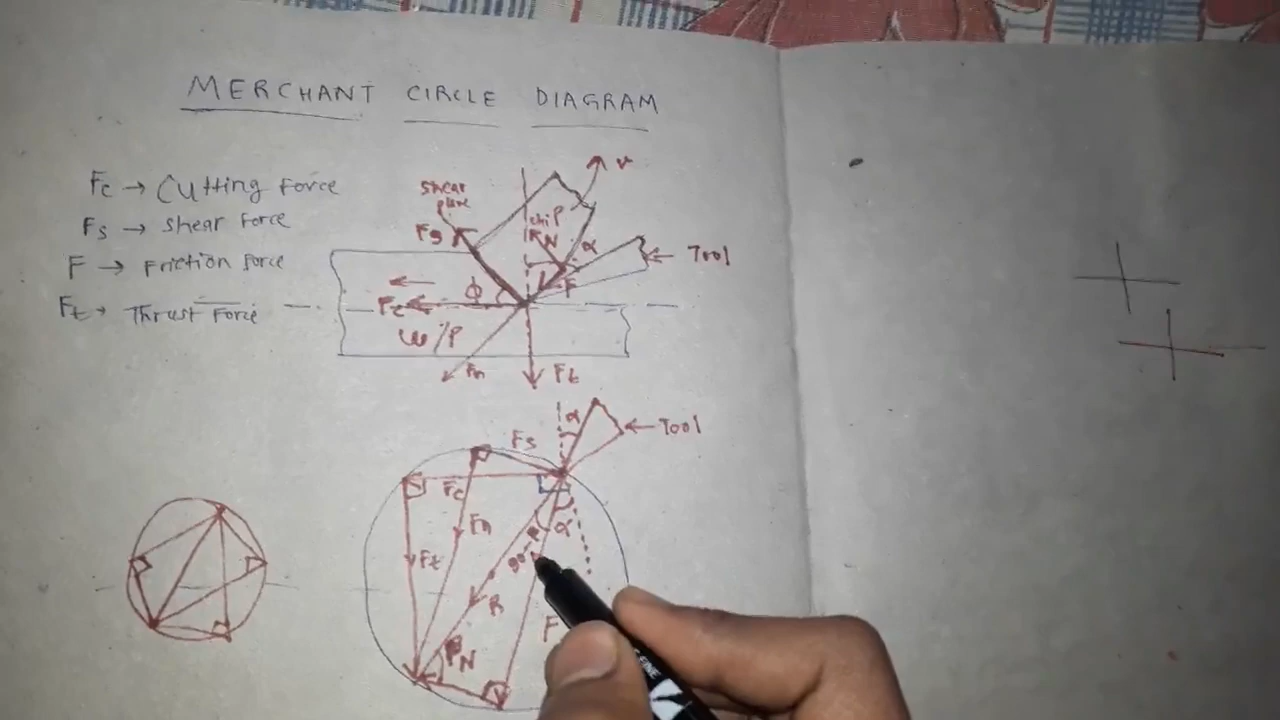 MERCHANT CIRCLE DIAGRAM
Fc → Cutting Force
Fs → Shear Force
F → Friction Force
Ft → Thrust Force
v
Shear
plane
Fs
chip
N
α
Tool
F
ϕ
Fc
W/P
Fn
Ft
α
Tool
Fs
Fc
Fn
α
Ft
90
R
F
N
FINE